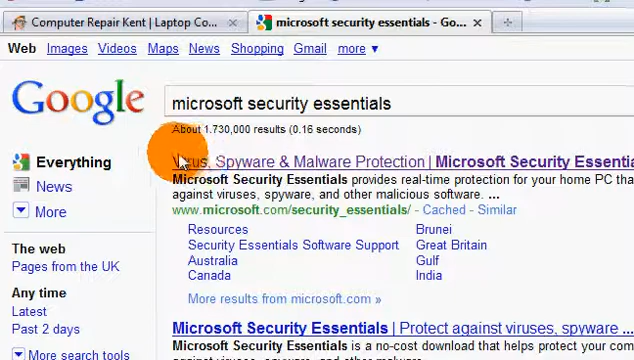 Computer Repair Kent | Laptop Co...
microsoft security essentials - Go...
Web Images Videos Maps News Shopping Gmail more ▼
Google
microsoft security essentials
About 1,730,000 results (0.16 seconds)
Everything
News
More
The web
Pages from the UK
Any time
Latest
Past 2 days
More search tools
Virus, Spyware & Malware Protection | Microsoft Security Essentia
Microsoft Security Essentials provides real-time protection for your home PC tha
against viruses, spyware, and other malicious software. ...
www.microsoft.com/security_essentials/ - Cached - Similar
Resources
Security Essentials Software Support
Australia
Canada
Brunei
Great Britain
Gulf
India
More results from microsoft.com »
Microsoft Security Essentials | Protect against viruses, spyware, ...
Microsoft Security Essentials is a no-cost download that helps protect your com